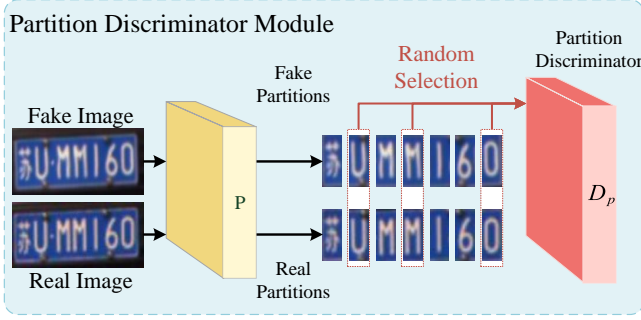 Partition Discriminator Module
Fake Image
苏U·MM160
苏U·MM160
Real Image
P
Fake
Partitions
苏 U M M 1 6 0
苏 U M M 1 6 0
Real
Partitions
Random
Selection
Partition
Discriminator
Dₚ